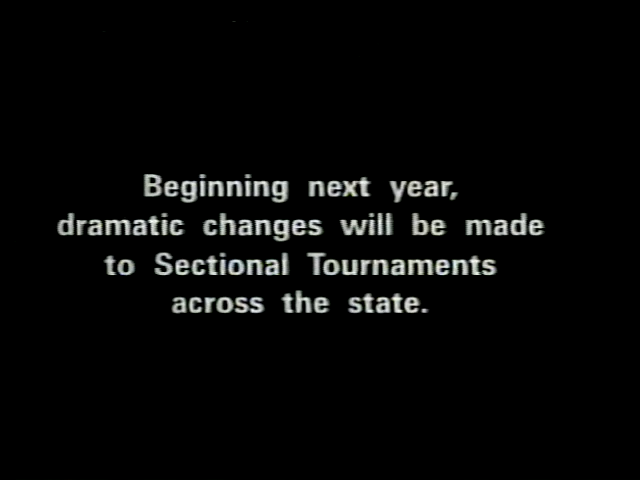 Beginning next year,
dramatic changes will be made
to Sectional Tournaments
across the state.